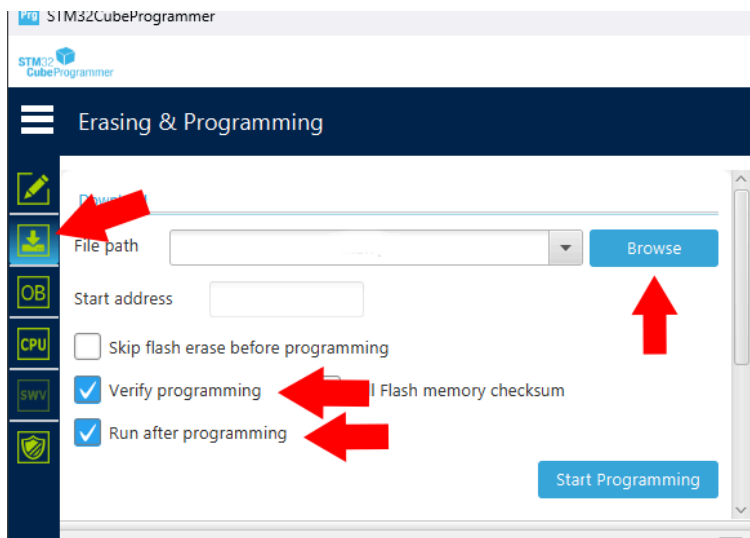 STM32CubeProgrammer
STM32
CubeProgrammer
Erasing & Programming
File path
Browse
OB
Start address
CPU
Skip flash erase before programming
SWV
Verify programming
Flash memory checksum
Run after programming
Start Programming